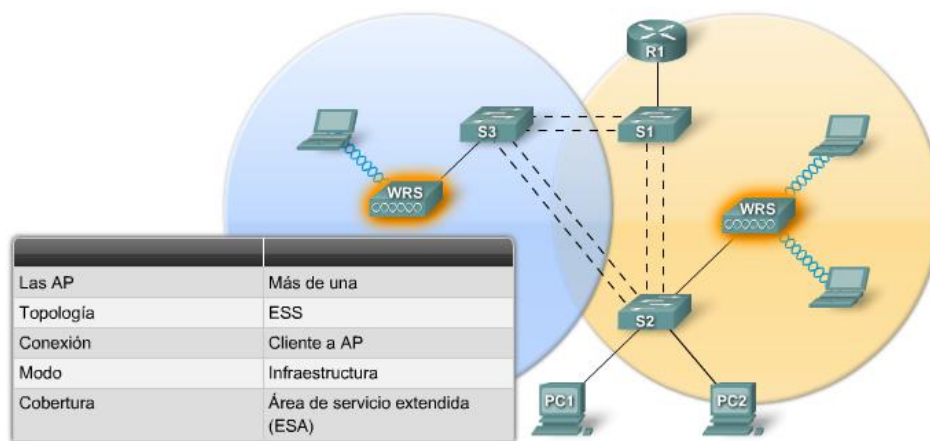 R1
S3
S1
WRS
WRS
Las AP Más de una
Topología ESS
Conexión Cliente a AP
Modo Infraestructura
Cobertura Área de servicio extendida
(ESA)
S2
PC1
PC2